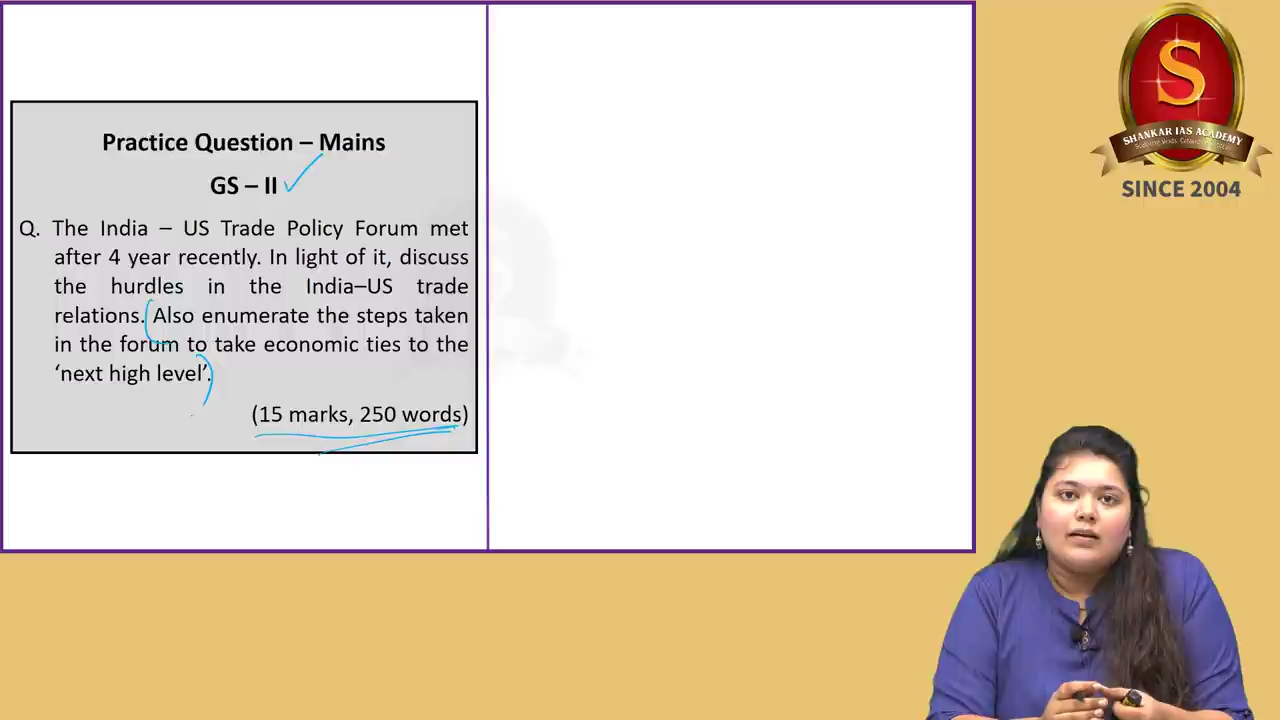 Practice Question – Mains
GS – II
Q. The India – US Trade Policy Forum met
after 4 year recently. In light of it, discuss
the hurdles in the India–US trade
relations. Also enumerate the steps taken
in the forum to take economic ties to the
‘next high level’.
(15 marks, 250 words)
S
SHANKAR IAS ACADEMY
SINCE 2004